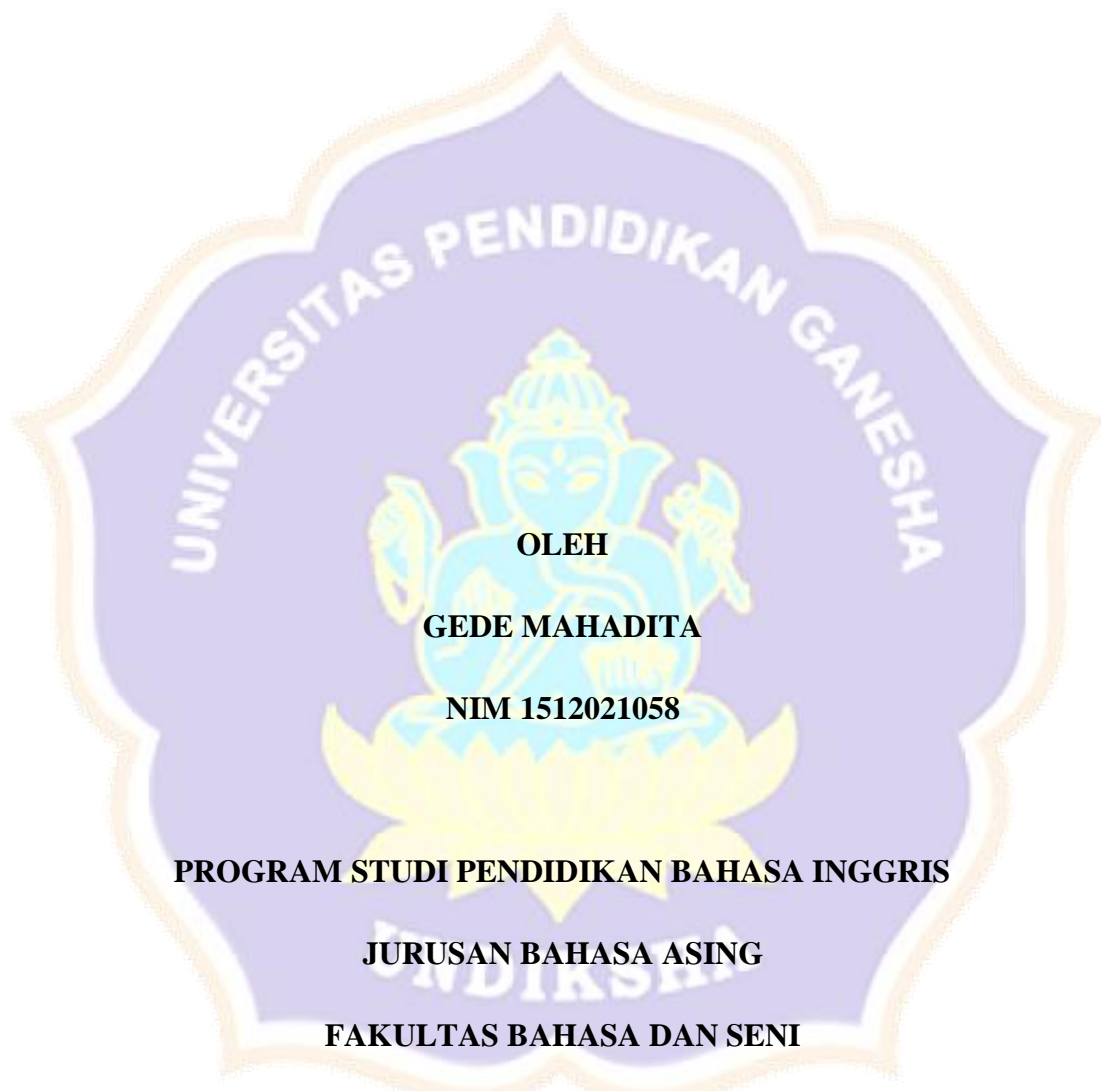 UNIVERSITAS PENDIDIKAN GANESHA
OLEH
GEDE MAHADITA
NIM 1512021058
PROGRAM STUDI PENDIDIKAN BAHASA INGGRIS
JURUSAN BAHASA ASING
UNDIKSHA
FAKULTAS BAHASA DAN SENI